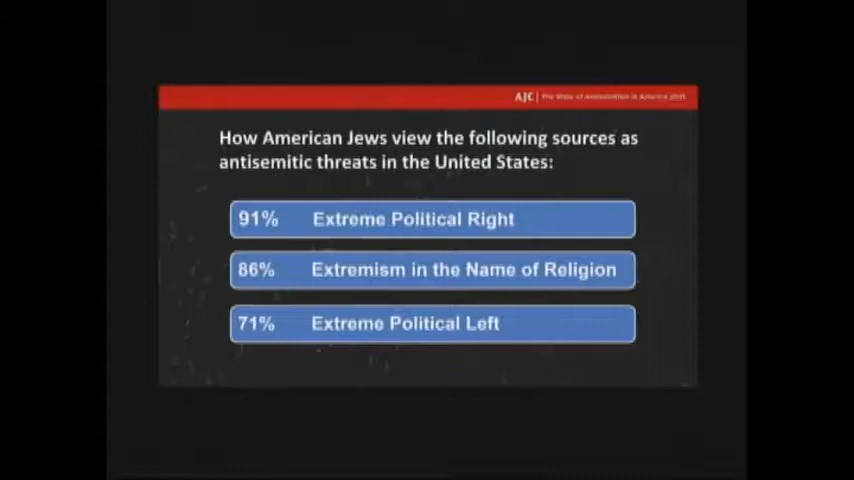 AJC | The State of Antisemitism in America 2021
How American Jews view the following sources as
antisemitic threats in the United States:
91% Extreme Political Right
86% Extremism in the Name of Religion
71% Extreme Political Left